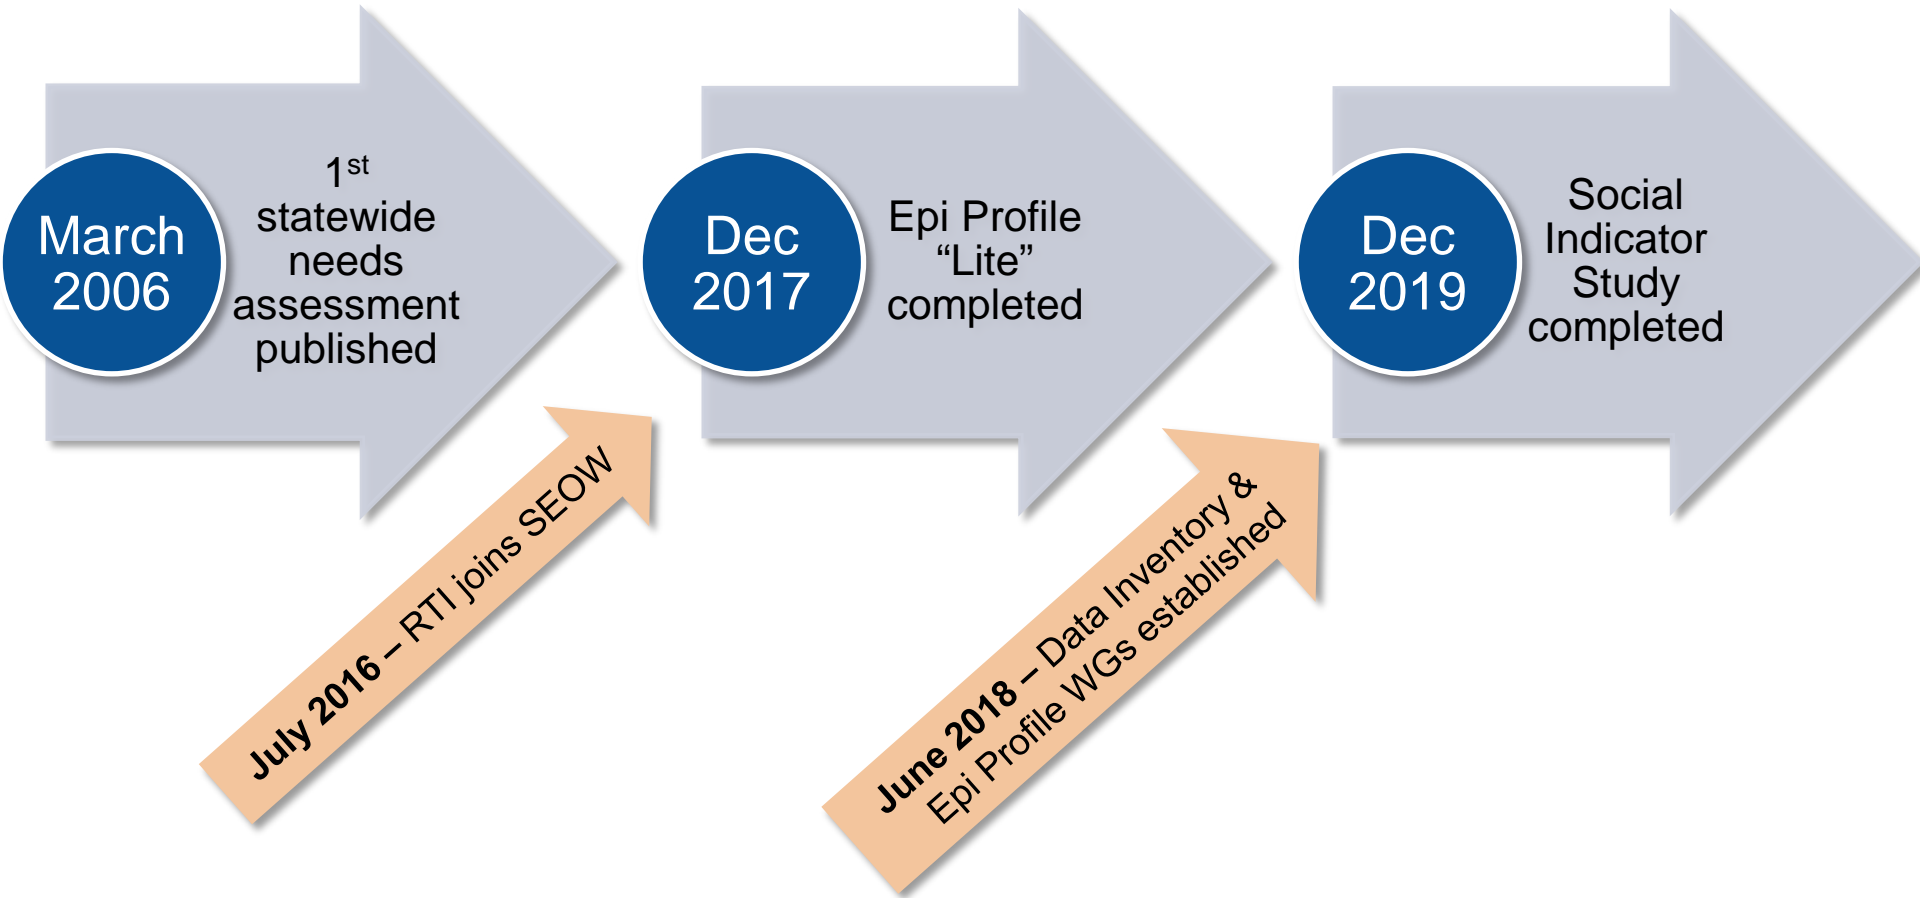 March
2006
1st
statewide
needs
assessment
published
Dec
2017
Epi Profile
“Lite”
completed
Dec
2019
Social
Indicator
Study
completed
July 2016 – RTI joins SEOW
June 2018 – Data Inventory &
Epi Profile WGs established